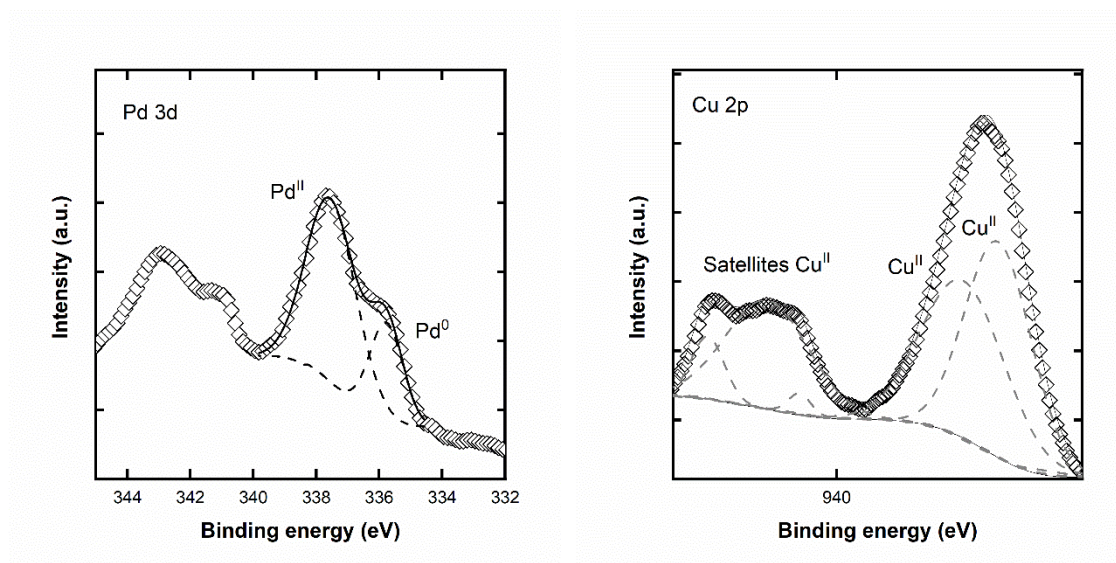 Pd 3d
Pd^II
Pd^0
Intensity (a.u.)
344 342 340 338 336 334 332
Binding energy (eV)
Cu 2p
Cu^II
Satellites Cu^II
Cu^II
Intensity (a.u.)
940
Binding energy (eV)